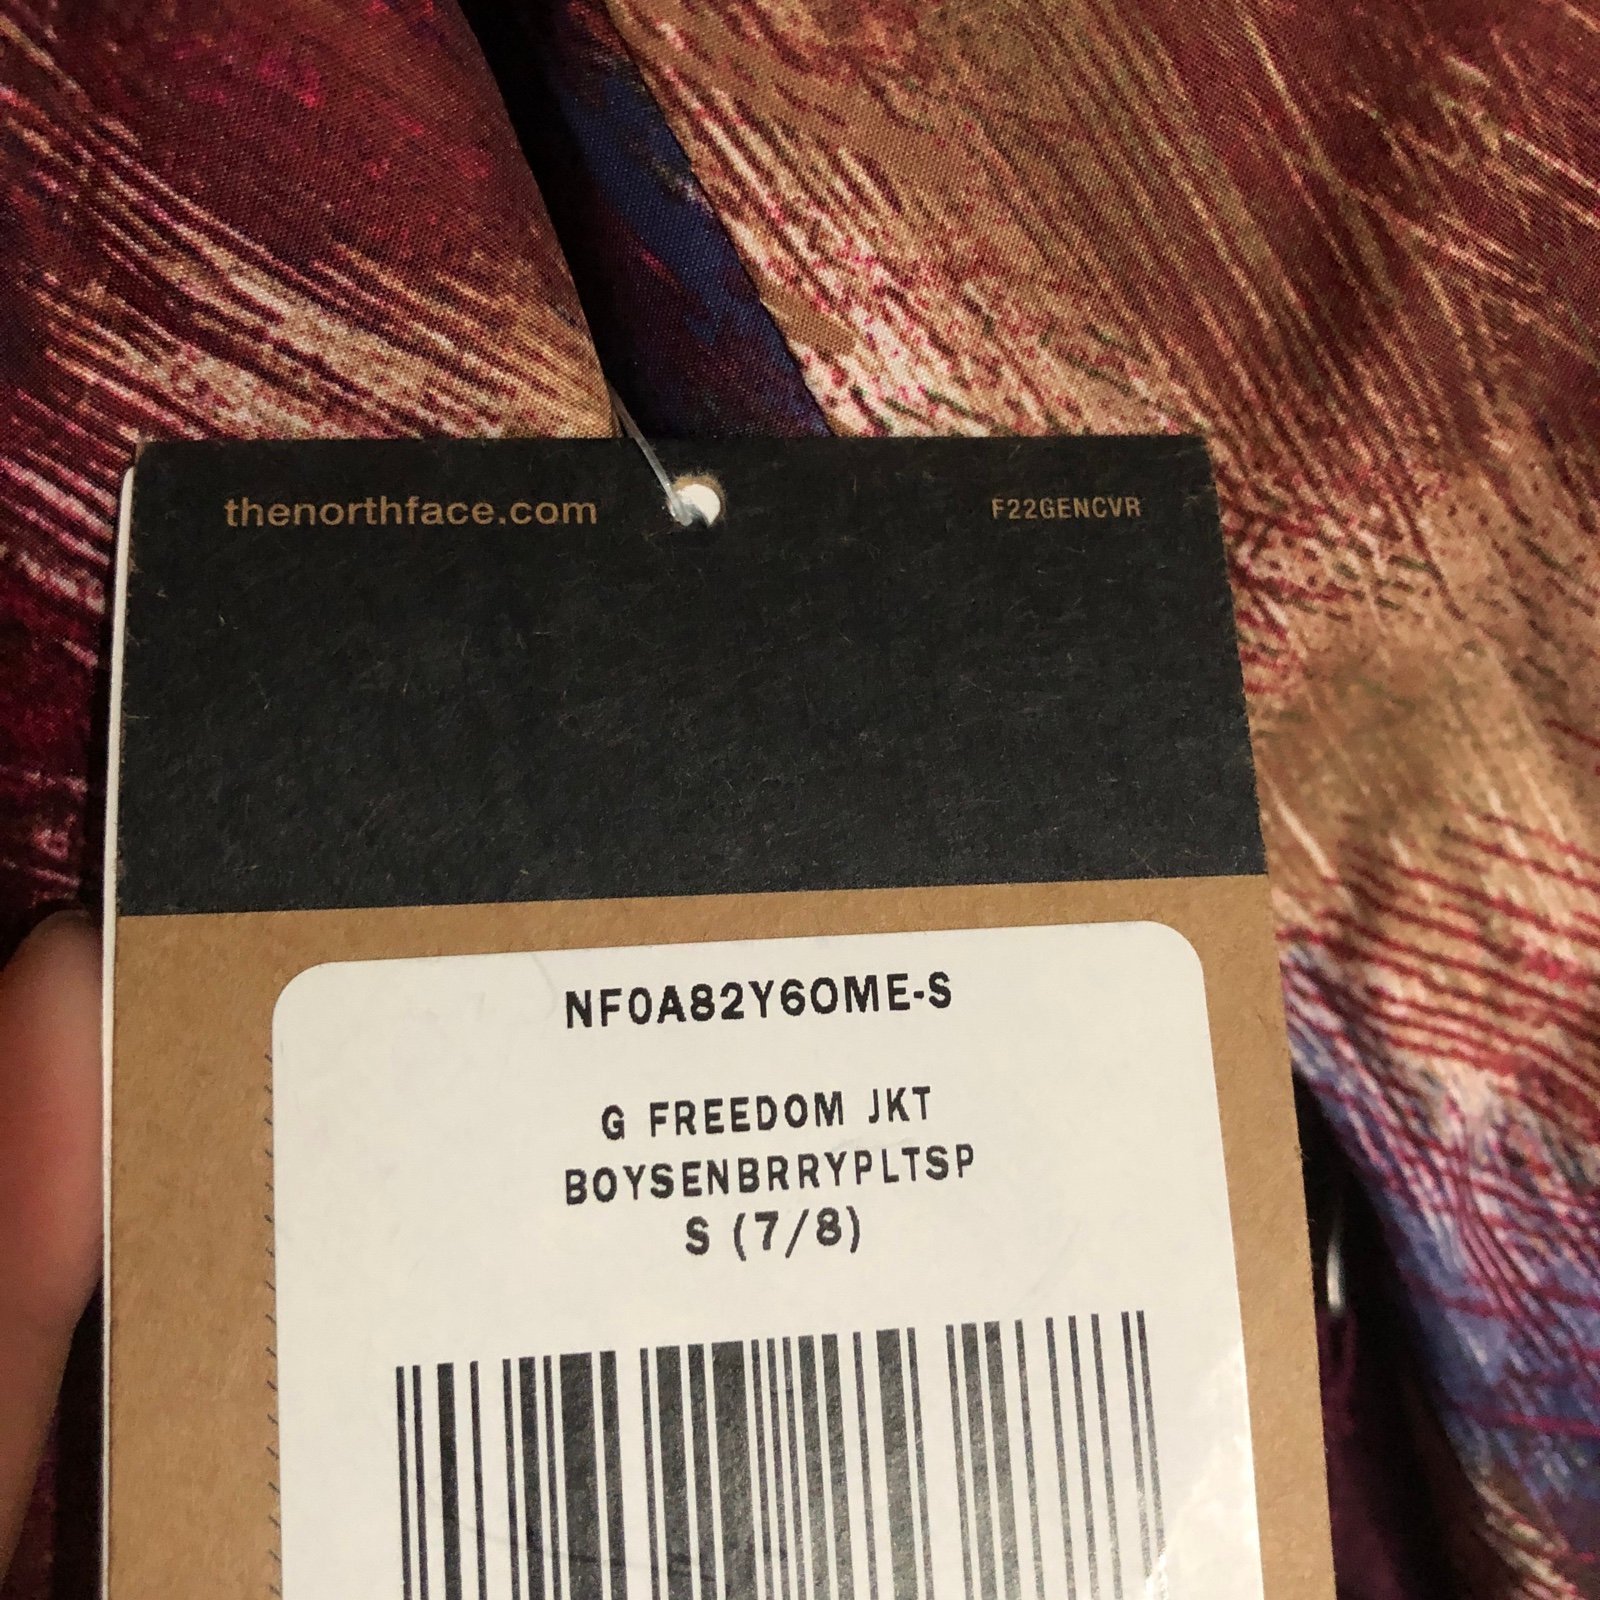 thenorthface.com F22GENCVR
NF0A82Y6OME-S
G FREEDOM JKT
BOYSENBRRYPLTSP
S (7/8)